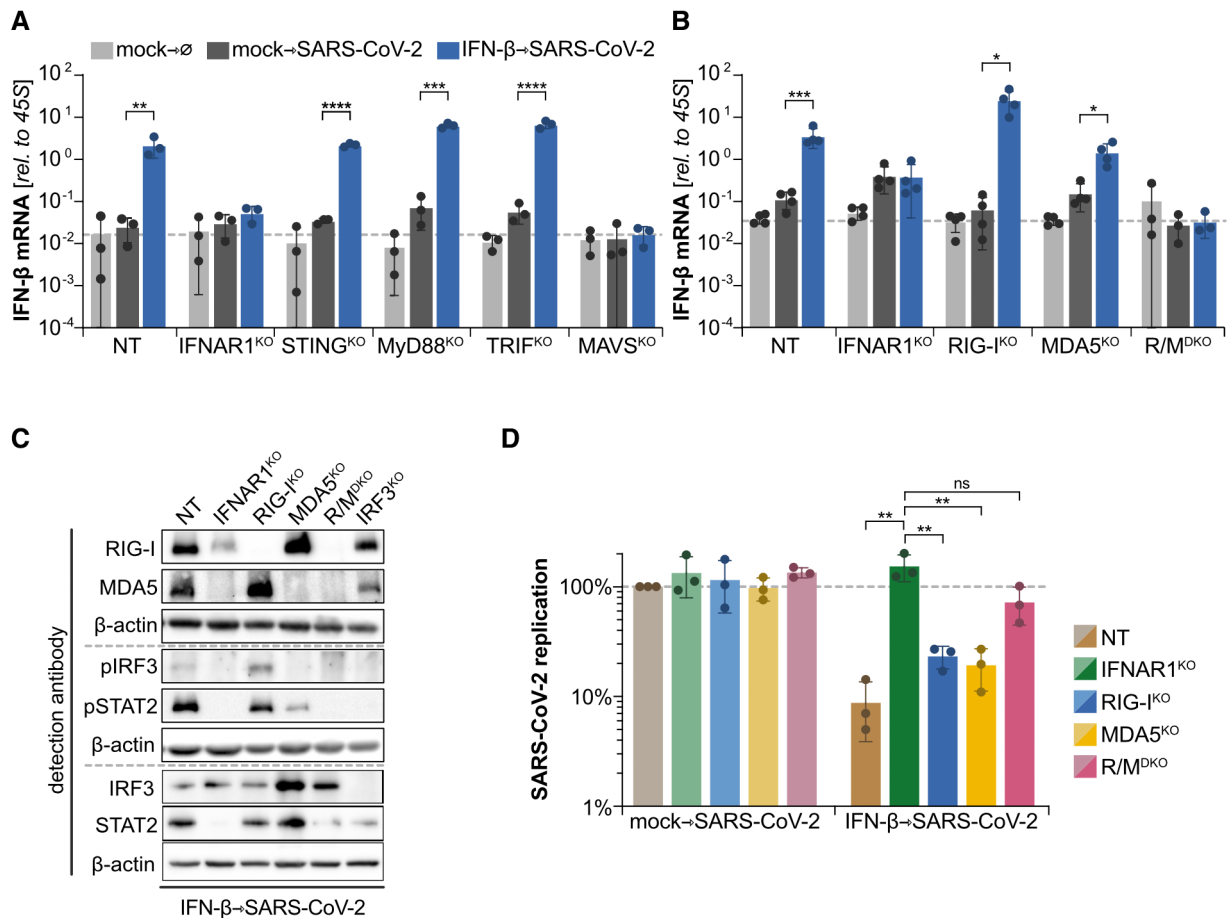 A
mock→ø mock→SARS-CoV-2 IFN-β→SARS-CoV-2
IFN-β mRNA [rel. to 45S]
10²
10¹
10⁰
10⁻¹
10⁻²
10⁻³
10⁻⁴
** **** *** ****
NT IFNAR1ᴷᴼ STINGᴷᴼ MyD88ᴷᴼ TRIFᴷᴼ MAVSᴷᴼ
B
IFN-β mRNA [rel. to 45S]
10²
10¹
10⁰
10⁻¹
10⁻²
10⁻³
10⁻⁴
*** * *
NT IFNAR1ᴷᴼ RIG-Iᴷᴼ MDA5ᴷᴼ R/Mᴰᴷᴼ
C
NT IFNAR1ᴷᴼ RIG-Iᴷᴼ MDA5ᴷᴼ R/Mᴰᴷᴼ IRF3ᴷᴼ
detection antibody
RIG-I
MDA5
β-actin
pIRF3
pSTAT2
β-actin
IRF3
STAT2
β-actin
IFN-β→SARS-CoV-2
D
SARS-CoV-2 replication
100%
10%
1%
ns
**
** **
mock→SARS-CoV-2 IFN-β→SARS-CoV-2
NT
IFNAR1ᴷᴼ
RIG-Iᴷᴼ
MDA5ᴷᴼ
R/Mᴰᴷᴼ